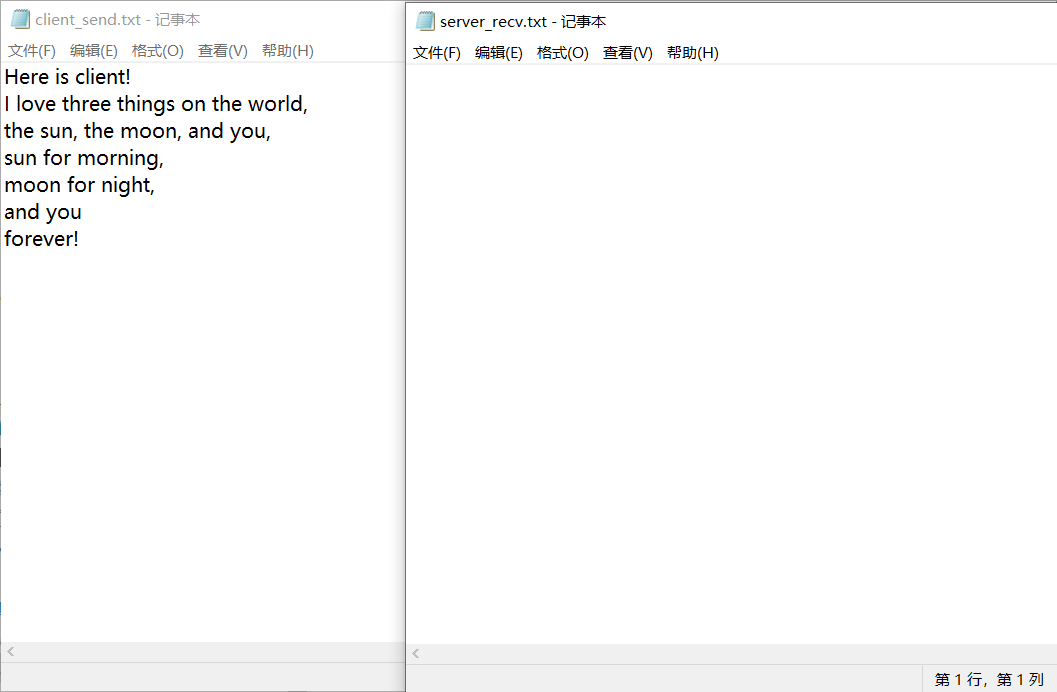 client_send.txt - 记事本
文件(F) 编辑(E) 格式(O) 查看(V) 帮助(H)
Here is client!
I love three things on the world,
the sun, the moon, and you,
sun for morning,
moon for night,
and you
forever!
server_recv.txt - 记事本
文件(F) 编辑(E) 格式(O) 查看(V) 帮助(H)
第 1 行，第 1 列